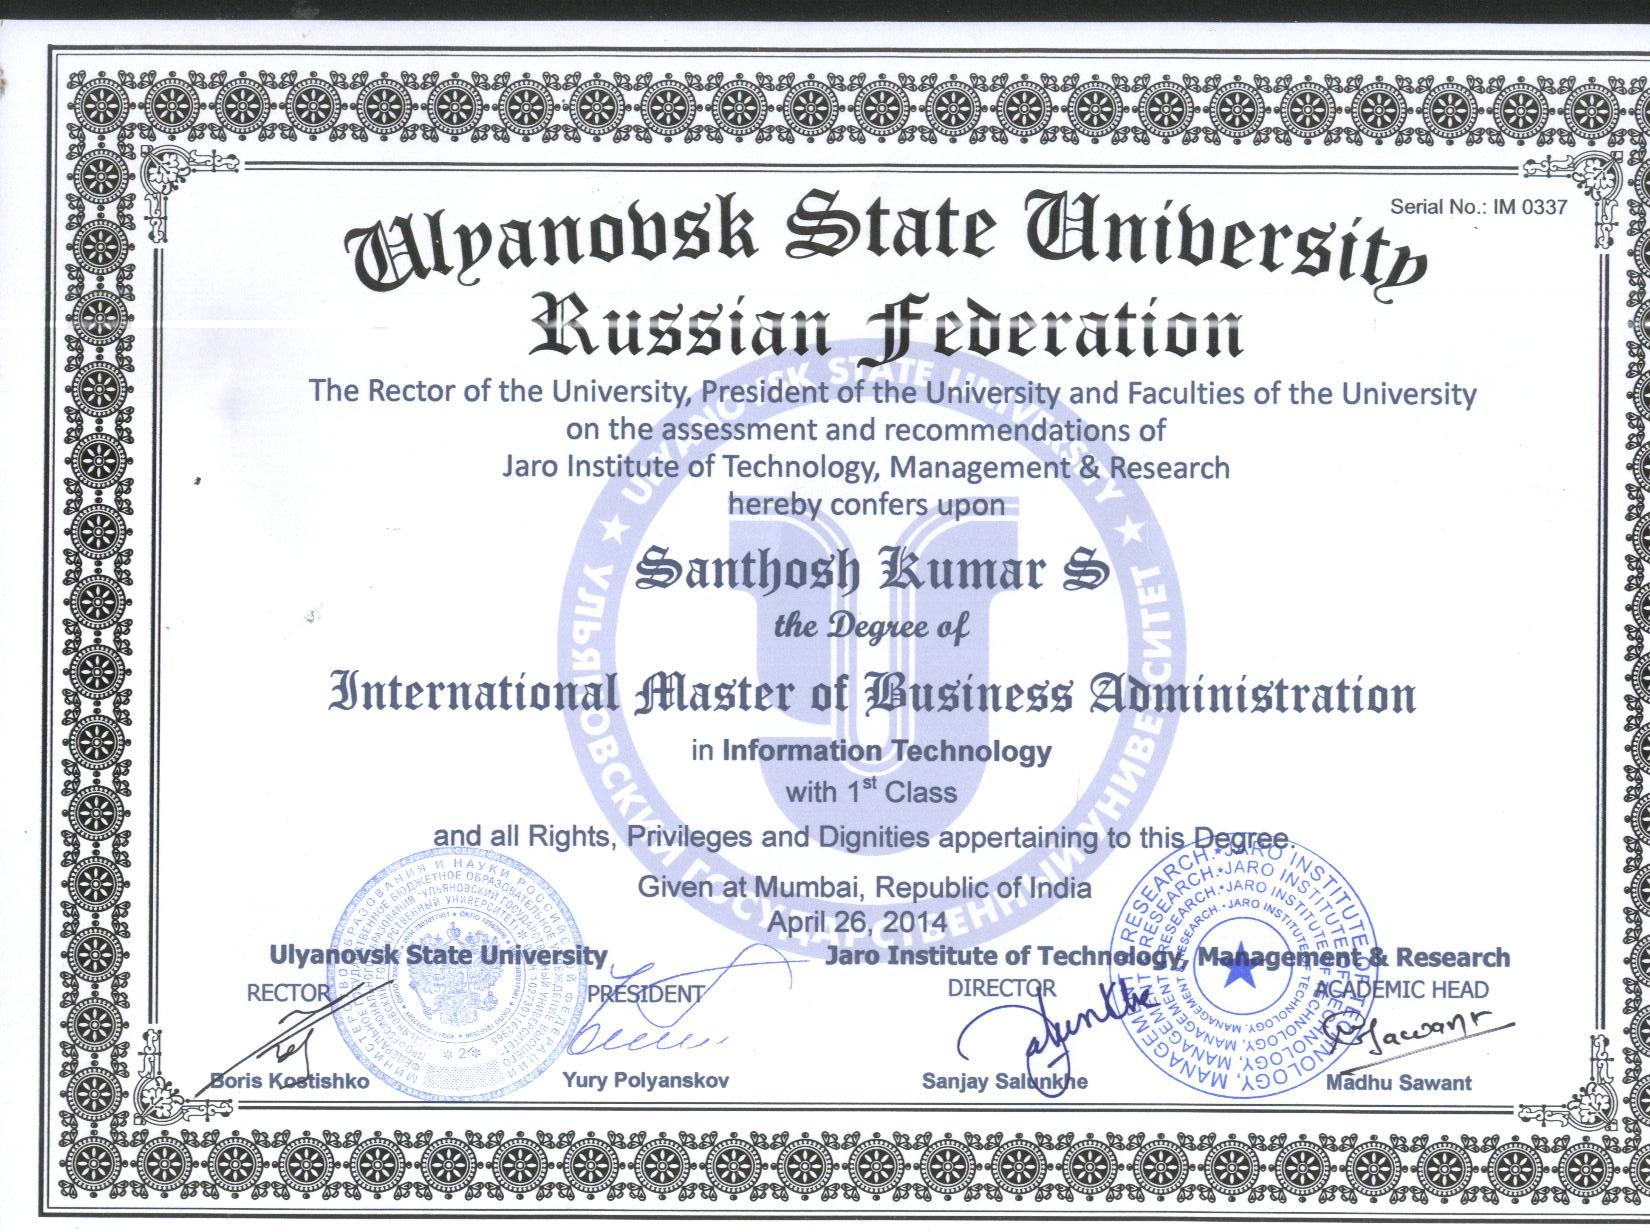 Serial No.: IM 0337
Ulyanovsk State University
Russian Federation
The Rector of the University, President of the University and Faculties of the University
on the assessment and recommendations of
Jaro Institute of Technology, Management & Research
hereby confers upon
Santhosh Kumar S
the Degree of
International Master of Business Administration
in Information Technology
with 1st Class
and all Rights, Privileges and Dignities appertaining to this Degree.
Given at Mumbai, Republic of India
April 26, 2014
Ulyanovsk State University
Jaro Institute of Technology, Management & Research
RECTOR
PRESIDENT
DIRECTOR
ACADEMIC HEAD
Boris Kostishko
Yury Polyanskov
Sanjay Salunkhe
Madhu Sawant
ULYANOVSK STATE UNIVERSITY
УЛЬЯНОВСКИЙ ГОСУДАРСТВЕННЫЙ УНИВЕРСИТЕТ
JARO INSTITUTE OF TECHNOLOGY, MANAGEMENT & RESEARCH.